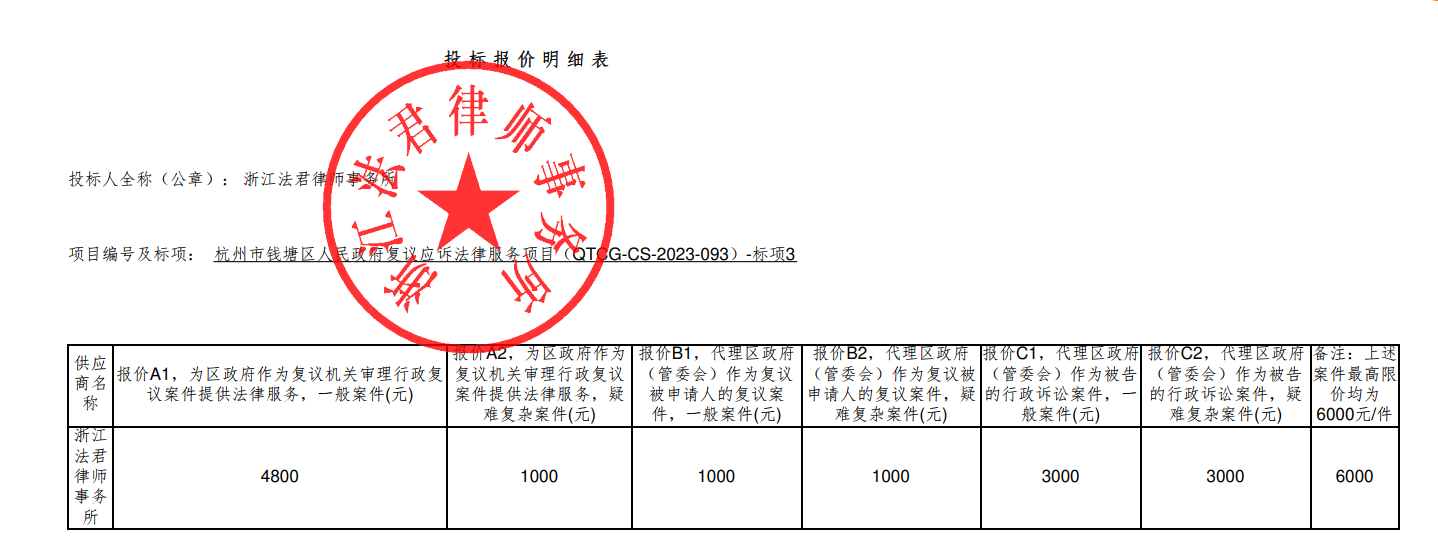 投标报价明细表
浙江法君律师事务所
投标人全称（公章）：浙江法君律师事务所
项目编号及标项： 杭州市钱塘区人民政府复议应诉法律服务项目（QTCG-CS-2023-093）-标项3
供应
商名
称
报价A1，为区政府作为复议机关审理行政复
议案件提供法律服务，一般案件(元)
报价A2，为区政府作为
复议机关审理行政复议
案件提供法律服务，疑
难复杂案件(元)
报价B1，代理区政府
（管委会）作为复议
被申请人的复议案
件，一般案件(元)
报价B2，代理区政府
（管委会）作为复议被
申请人的复议案件，疑
难复杂案件(元)
报价C1，代理区政府
（管委会）作为被告
的行政诉讼案件，一
般案件(元)
报价C2，代理区政府
（管委会）作为被告
的行政诉讼案件，疑
难复杂案件(元)
备注：上述
案件最高限
价均为
6000元/件
浙江
法君
律师
事务
所
4800
1000
1000
1000
3000
3000
6000